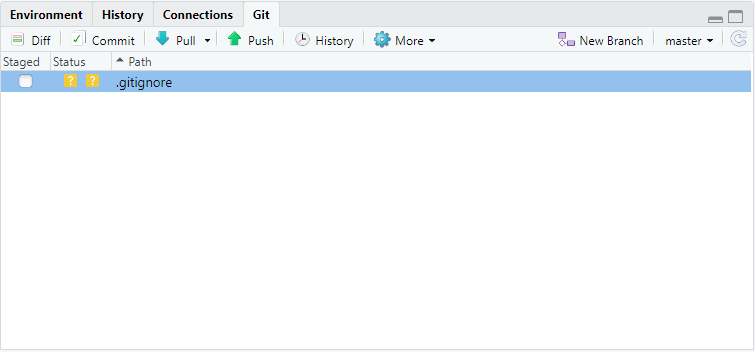 Environment History Connections Git
Diff Commit Pull Push History More New Branch master
Staged Status Path
? ? .gitignore